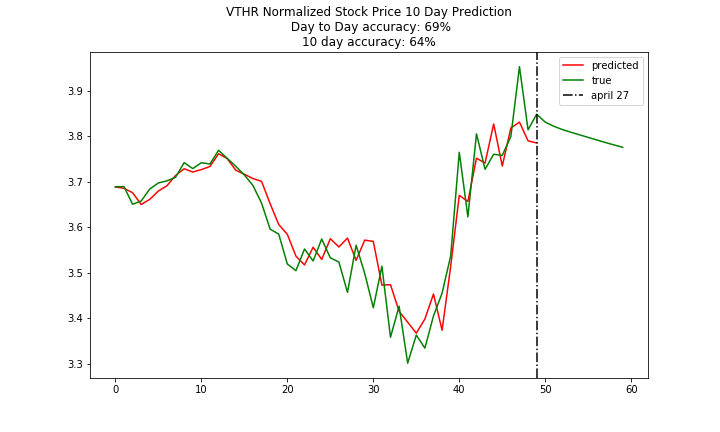 VTHR Normalized Stock Price 10 Day Prediction
Day to Day accuracy: 69%
10 day accuracy: 64%
predicted
true
april 27
3.9
3.8
3.7
3.6
3.5
3.4
3.3
0 10 20 30 40 50 60